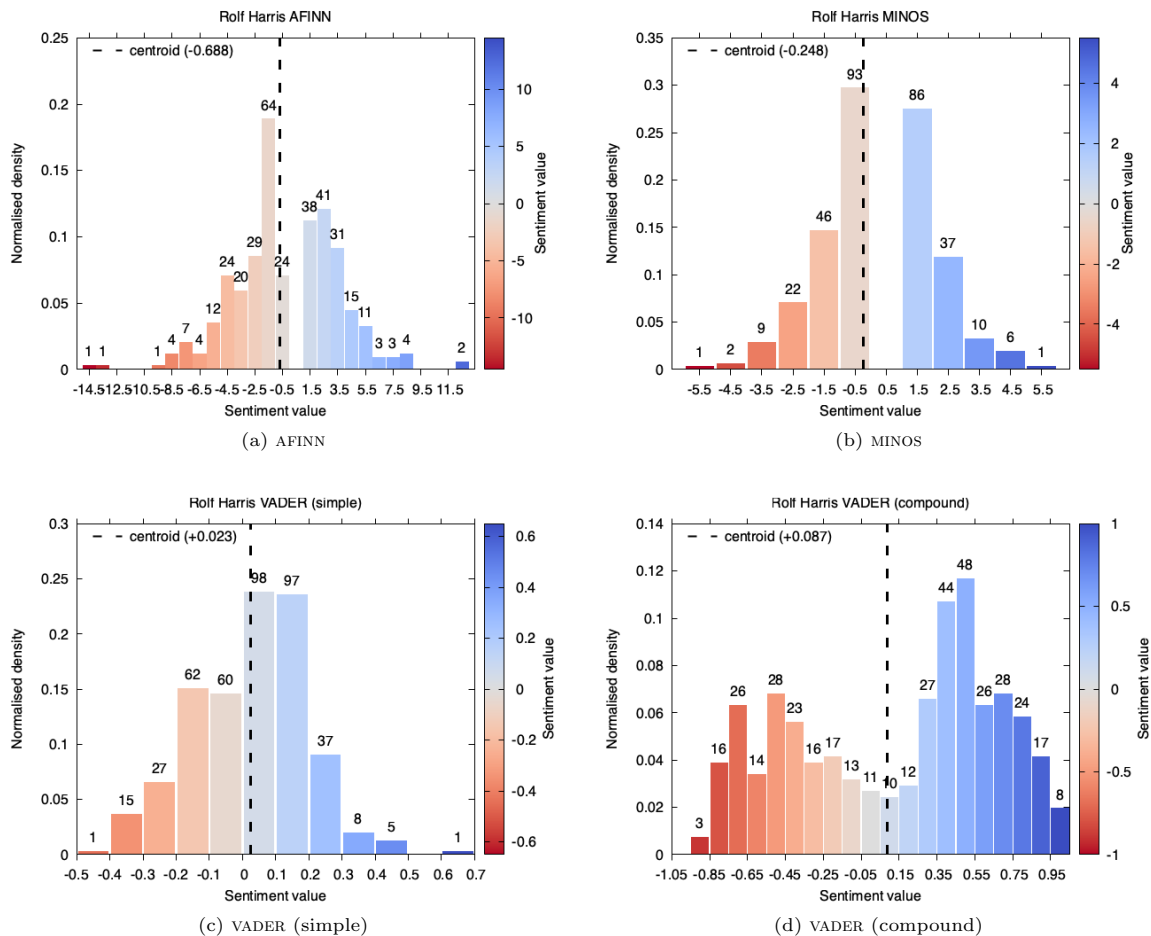 Rolf Harris AFINN
centroid (-0.688)
Normalised density
0.25
0.2
0.15
0.1
0.05
0
1 1 1 4 7 4 12 24 20 29 64 24 38 41 31 15 11 3 3 4 2
-14.5 -12.5 -10.5 -8.5 -6.5 -4.5 -2.5 -0.5 1.5 3.5 5.5 7.5 9.5 11.5
Sentiment value
10
5
0
-5
-10
Sentiment value
(a) AFINN
Rolf Harris MINOS
centroid (-0.248)
Normalised density
0.35
0.3
0.25
0.2
0.15
0.1
0.05
0
1 2 9 22 46 93 86 37 10 6 1
-5.5 -4.5 -3.5 -2.5 -1.5 -0.5 0.5 1.5 2.5 3.5 4.5 5.5
Sentiment value
4
2
0
-2
-4
Sentiment value
(b) MINOS
Rolf Harris VADER (simple)
centroid (+0.023)
Normalised density
0.3
0.25
0.2
0.15
0.1
0.05
0
1 15 27 62 60 98 97 37 8 5 1
-0.5 -0.4 -0.3 -0.2 -0.1 0 0.1 0.2 0.3 0.4 0.5 0.6 0.7
Sentiment value
0.6
0.4
0.2
0
-0.2
-0.4
-0.6
Sentiment value
(c) VADER (simple)
Rolf Harris VADER (compound)
centroid (+0.087)
Normalised density
0.14
0.12
0.1
0.08
0.06
0.04
0.02
0
3 16 26 14 28 23 16 17 13 11 10 12 27 44 48 26 28 24 17 8
-1.05 -0.85 -0.65 -0.45 -0.25 -0.05 0.15 0.35 0.55 0.75 0.95
Sentiment value
1
0.5
0
-0.5
-1
Sentiment value
(d) VADER (compound)